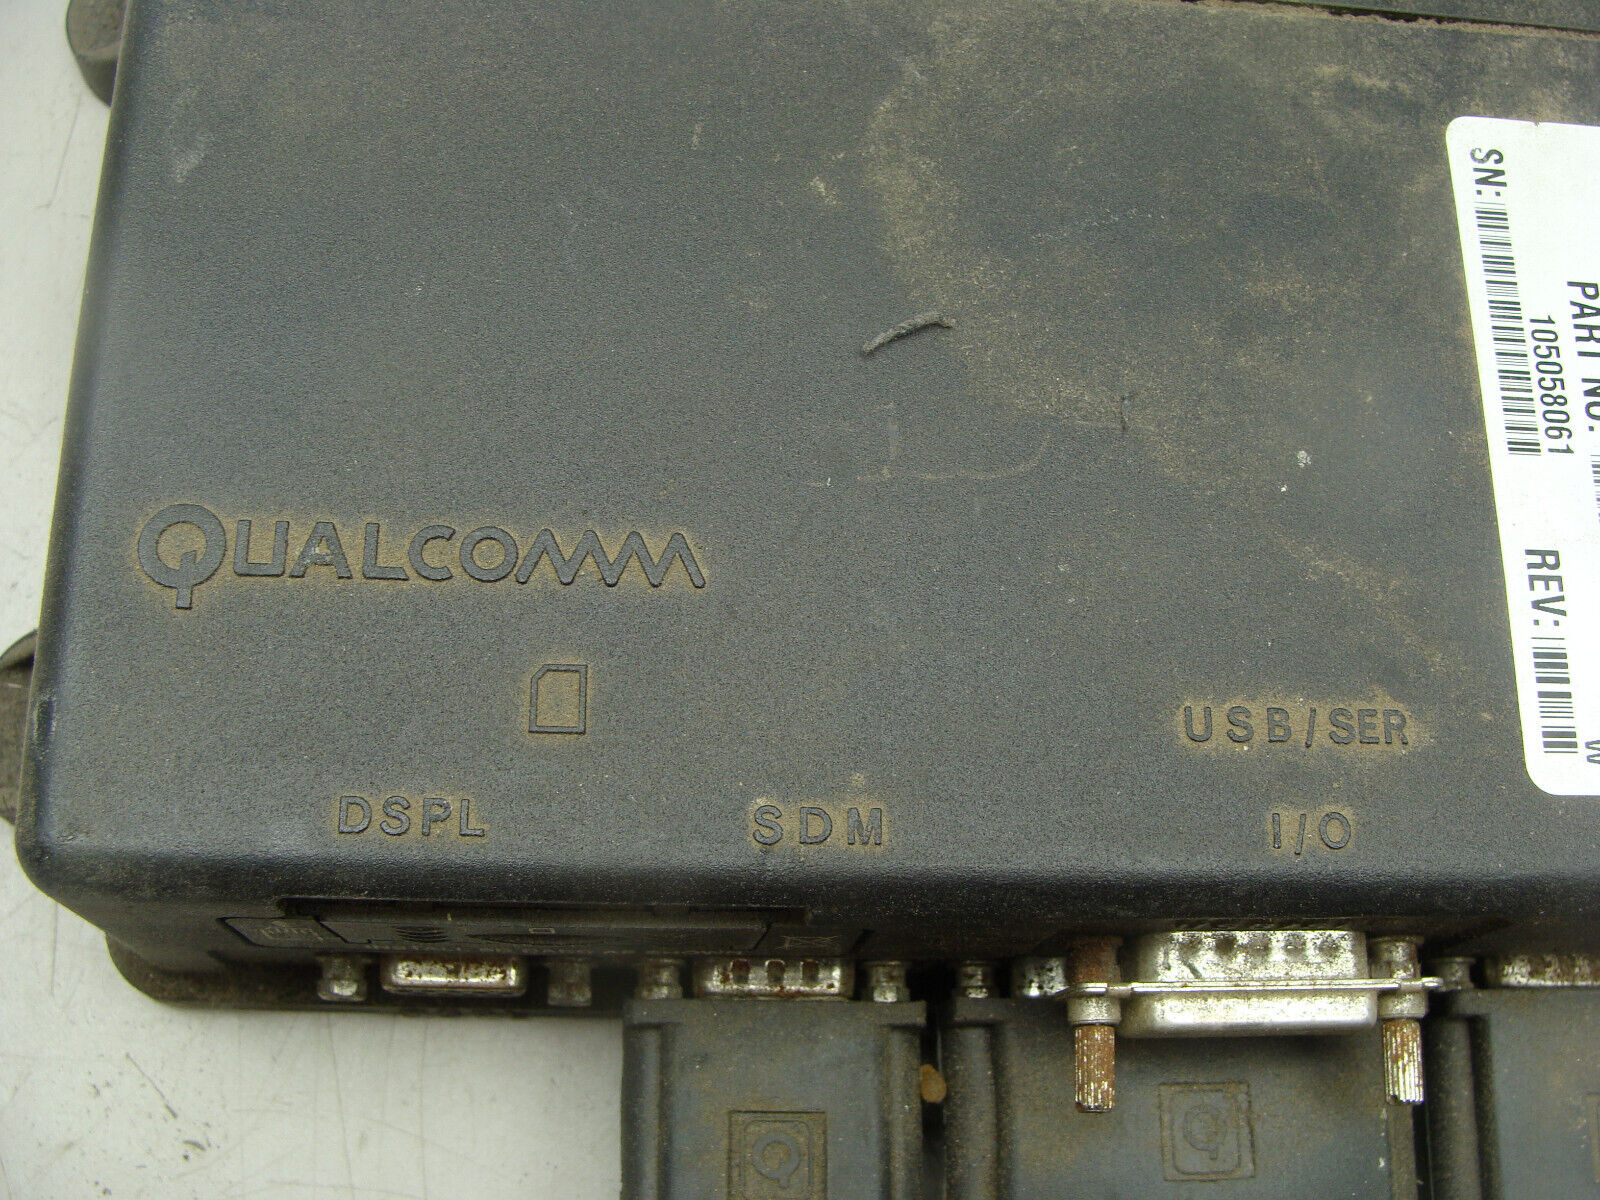 QUALCOMM
USB/SER
DSPL
SDM
I/O
SN:
105058061
REV:
PART NO.
W
Q
Q